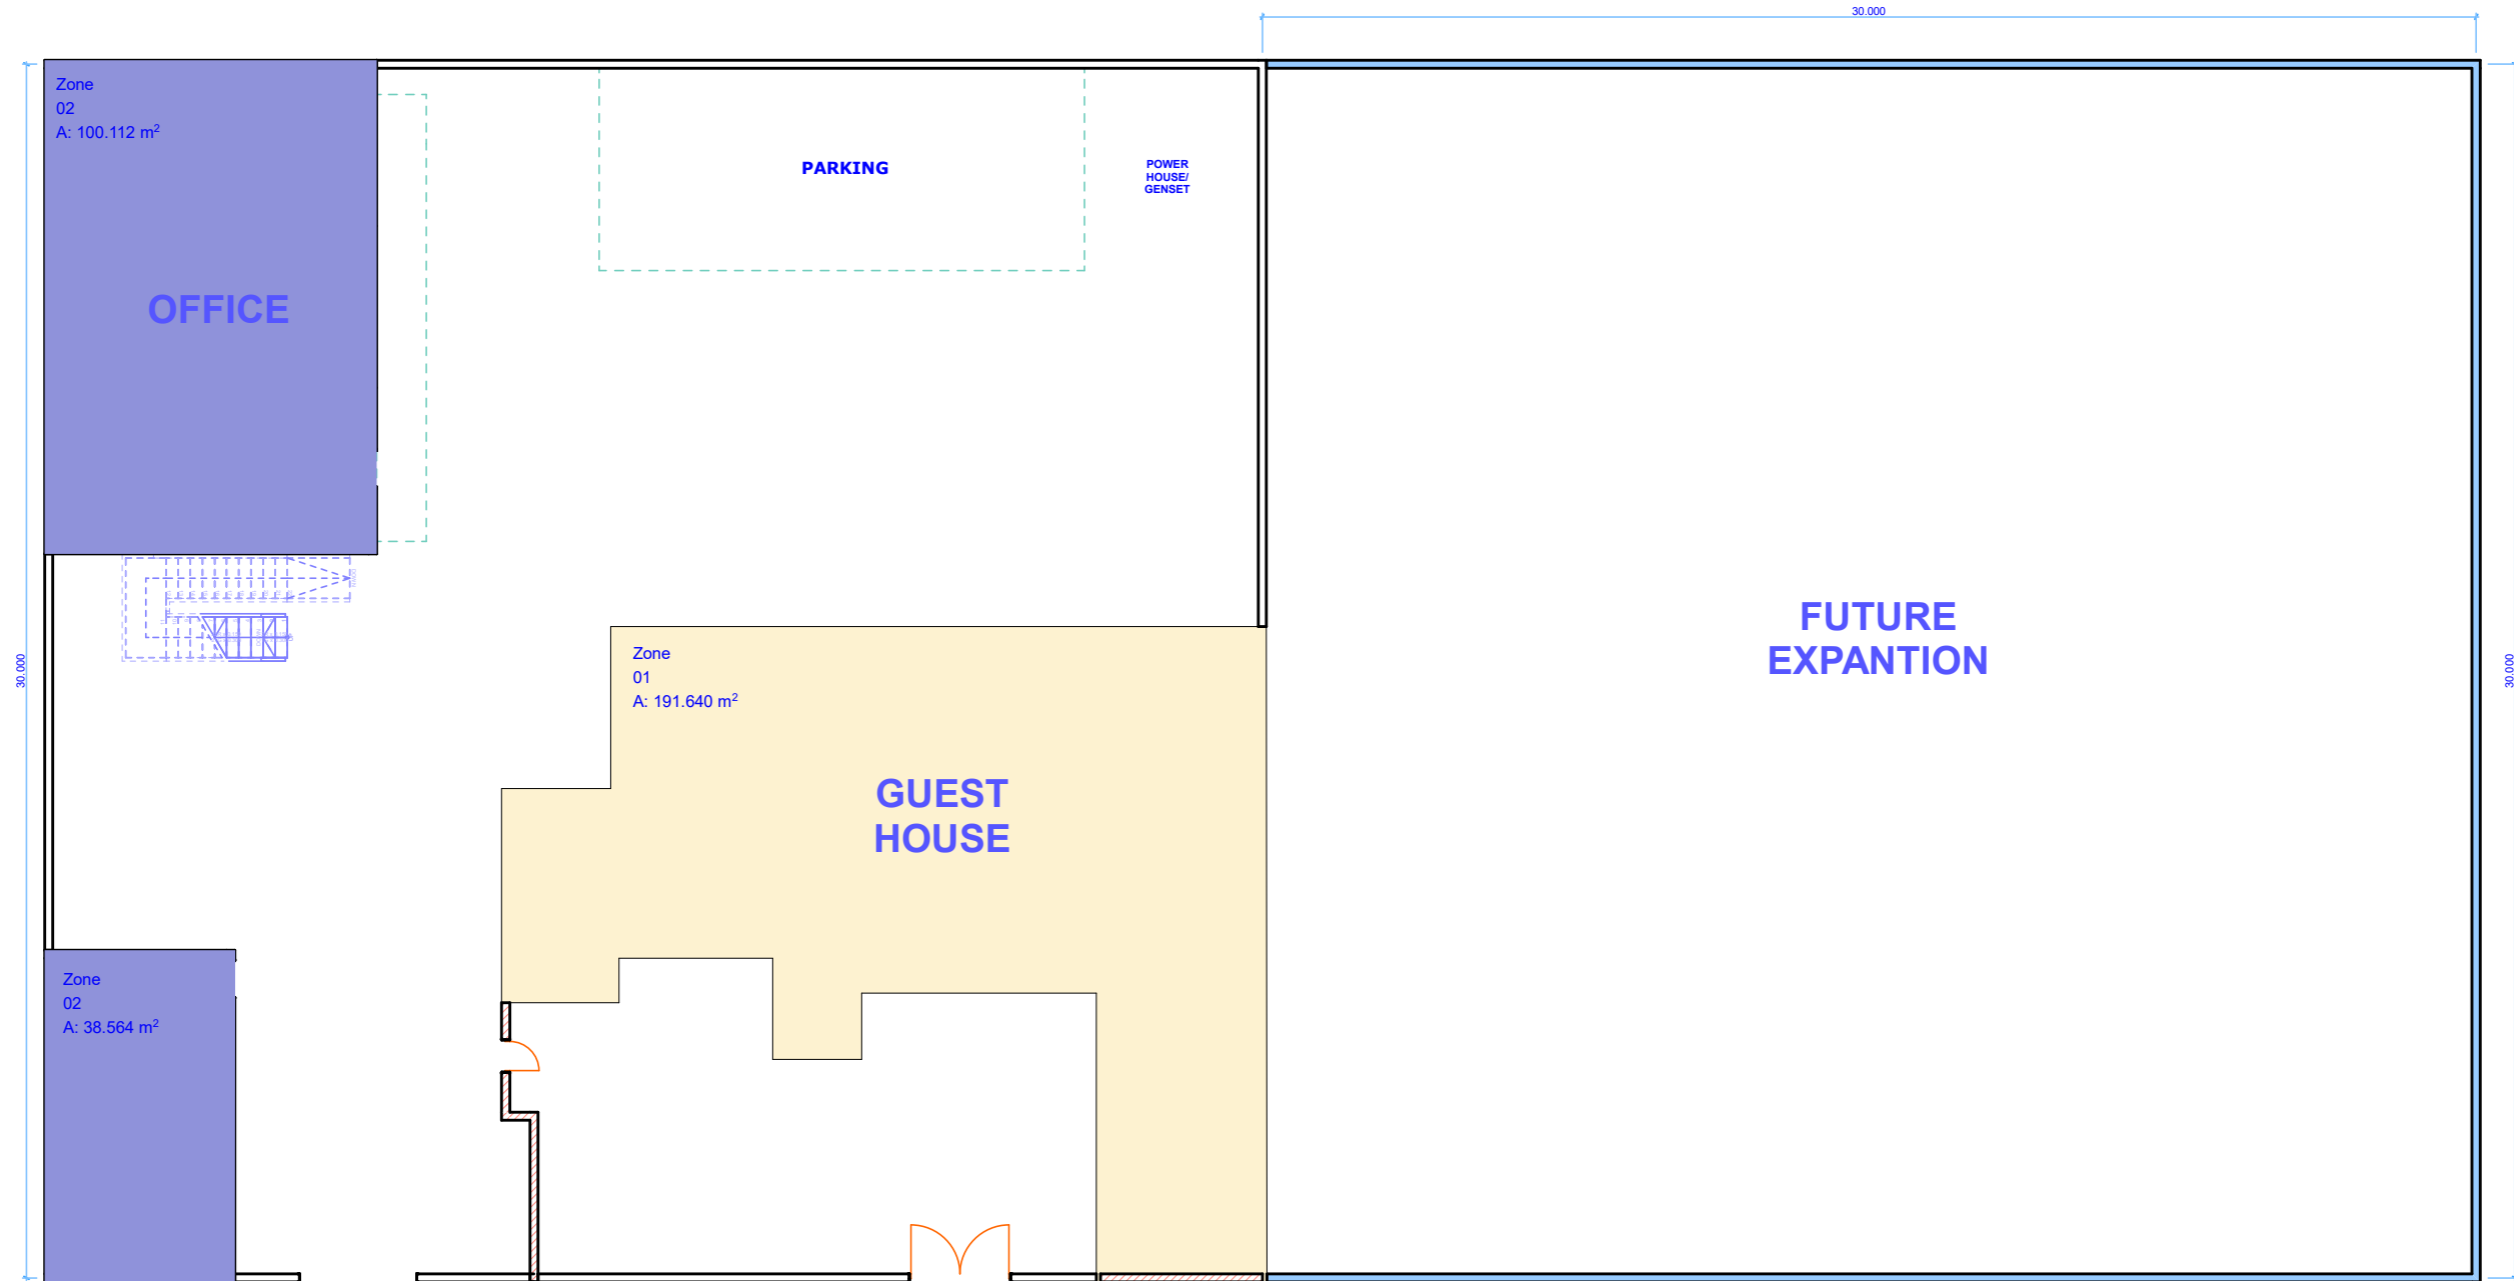 30.000
Zone
02
A: 100.112 m²
PARKING
POWER
HOUSE/
GENSET
OFFICE
FUTURE
EXPANTION
Zone
01
A: 191.640 m²
30.000
30.000
GUEST
HOUSE
Zone
02
A: 38.564 m²